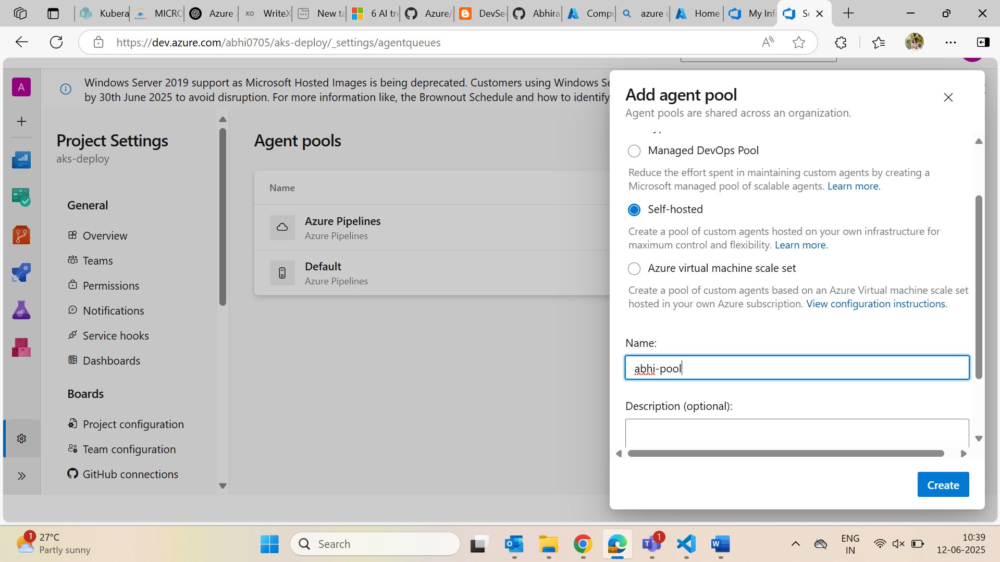 Kubera
MICRO
Azure
WriteX
New ta
6 AI tre
Azure/
DevSec
Abhira
Compu
azure c
Home
My Inf
Se
https://dev.azure.com/abhi0705/aks-deploy/_settings/agentqueues
A
Windows Server 2019 support as Microsoft Hosted Images is being deprecated. Customers using Windows Se
by 30th June 2025 to avoid disruption. For more information like, the Brownout Schedule and how to identify
Project Settings
aks-deploy
General
Overview
Teams
Permissions
Notifications
Service hooks
Dashboards
Boards
Project configuration
Team configuration
GitHub connections
Agent pools
Name
Azure Pipelines
Azure Pipelines
Default
Azure Pipelines
Add agent pool
Agent pools are shared across an organization.
Managed DevOps Pool
Reduce the effort spent in maintaining custom agents by creating a
Microsoft managed pool of scalable agents. Learn more.
Self-hosted
Create a pool of custom agents hosted on your own infrastructure for
maximum control and flexibility. Learn more.
Azure virtual machine scale set
Create a pool of custom agents based on an Azure Virtual machine scale set
hosted in your own Azure subscription. View configuration instructions.
Name:
abhi-pool
Description (optional):
Create
1
27°C
Partly sunny
Search
1
ENG
IN
10:39
12-06-2025